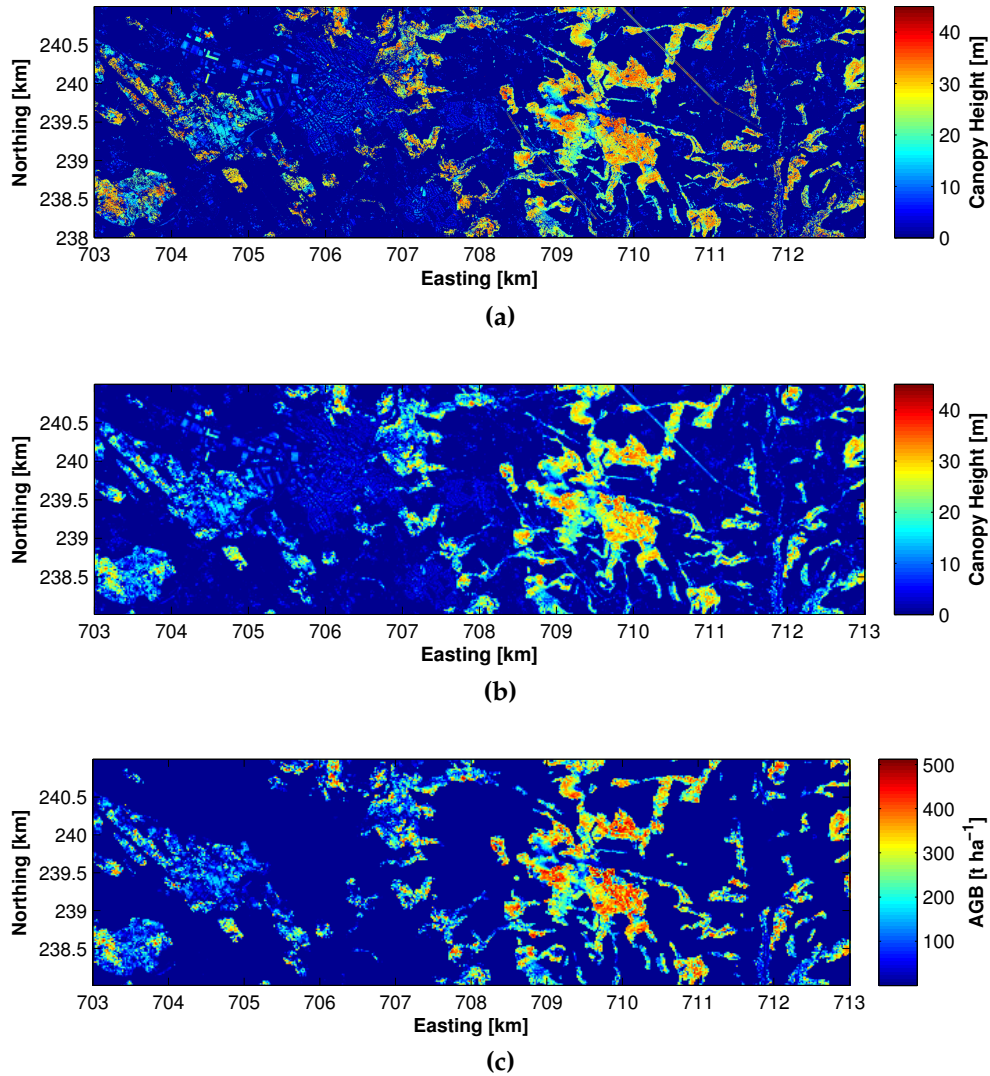 240.5
240
239.5
239
238.5
238
Northing [km]
703 704 705 706 707 708 709 710 711 712
Easting [km]
40
30
20
10
0
Canopy Height [m]
(a)
240.5
240
239.5
239
238.5
Northing [km]
703 704 705 706 707 708 709 710 711 712 713
Easting [km]
40
30
20
10
0
Canopy Height [m]
(b)
240.5
240
239.5
239
238.5
Northing [km]
703 704 705 706 707 708 709 710 711 712 713
Easting [km]
500
400
300
200
100
AGB [t ha⁻¹]
(c)